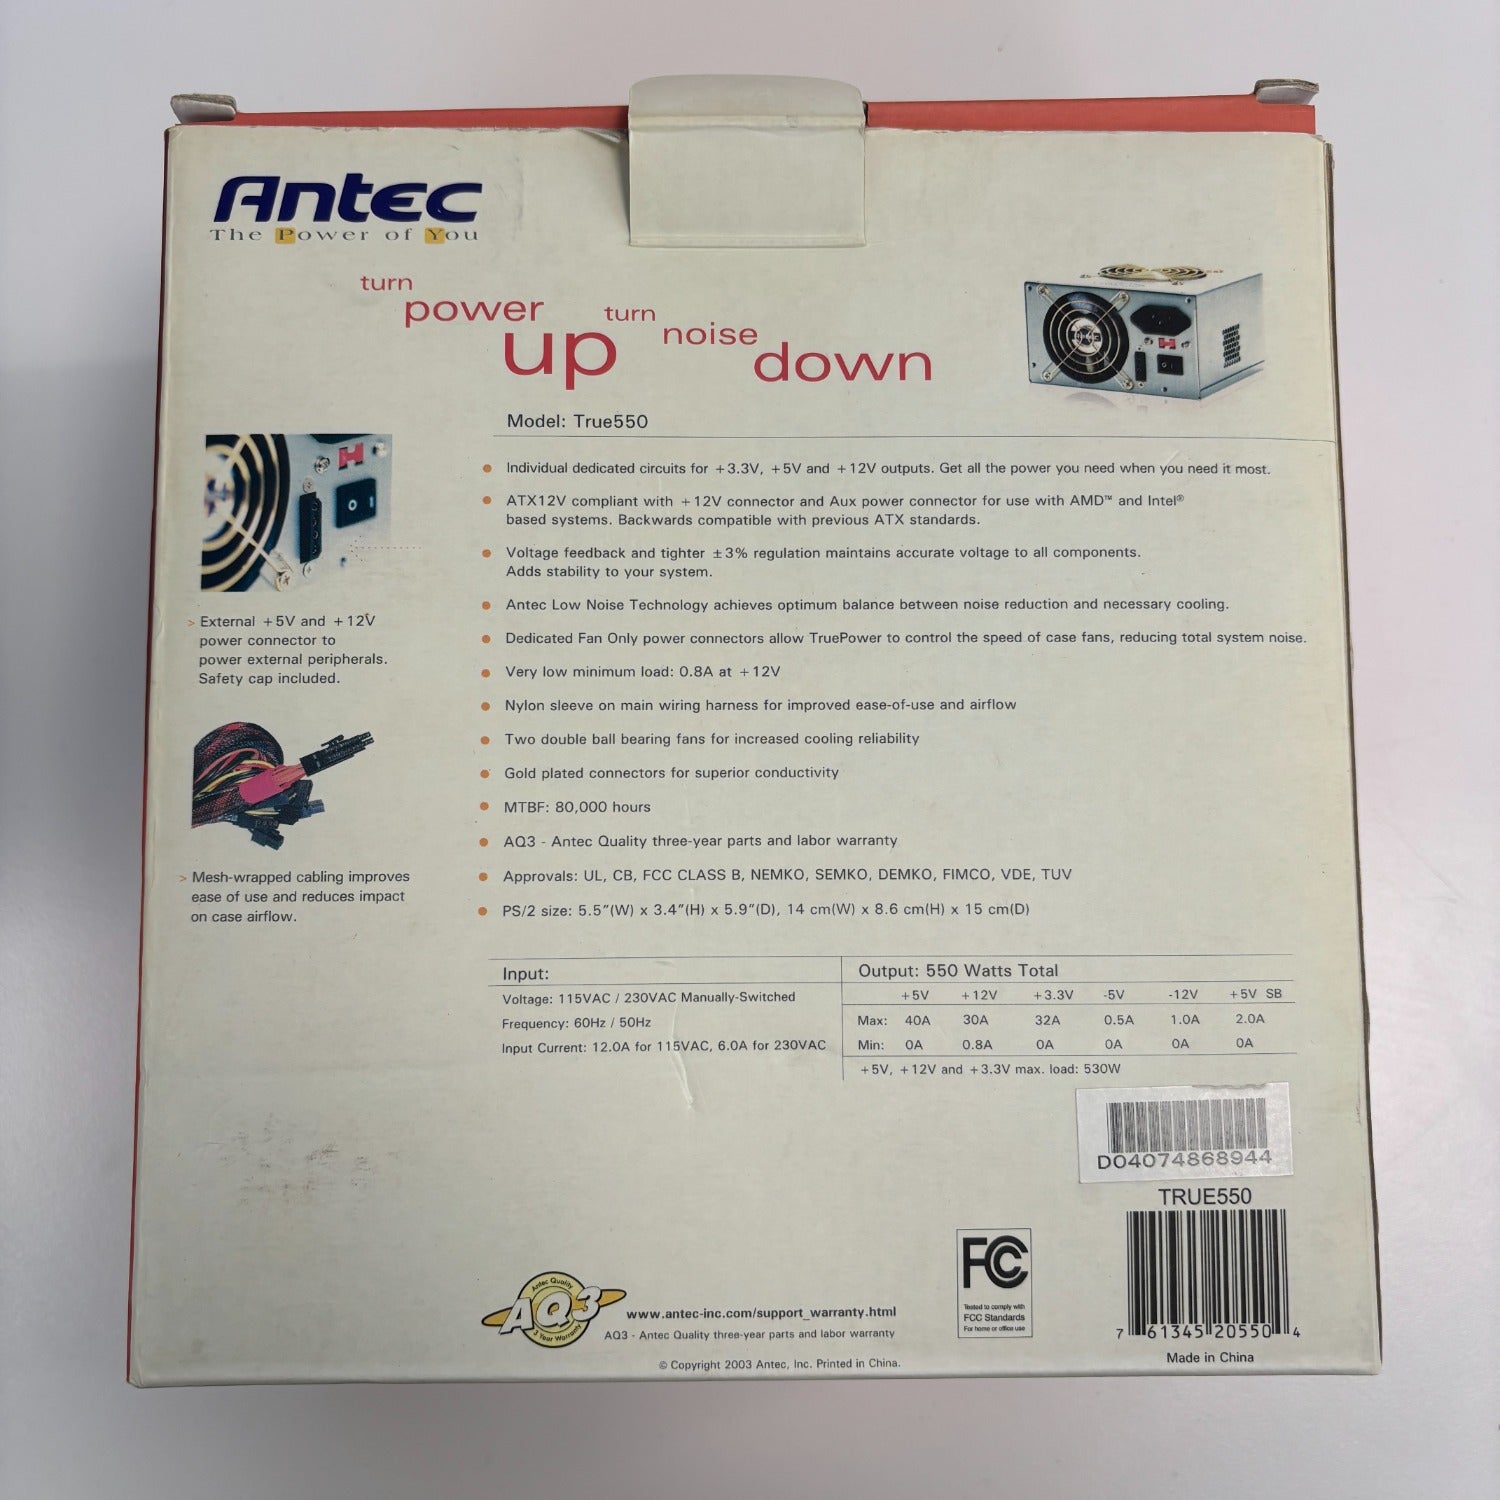 Antec
The Power of You
turn
power
up
turn
noise
down
Model: True550
Individual dedicated circuits for +3.3V, +5V and +12V outputs. Get all the power you need when you need it most.
ATX12V compliant with +12V connector and Aux power connector for use with AMD™ and Intel®
based systems. Backwards compatible with previous ATX standards.
Voltage feedback and tighter ±3% regulation maintains accurate voltage to all components.
Adds stability to your system.
Antec Low Noise Technology achieves optimum balance between noise reduction and necessary cooling.
Dedicated Fan Only power connectors allow TruePower to control the speed of case fans, reducing total system noise.
Very low minimum load: 0.8A at +12V
Nylon sleeve on main wiring harness for improved ease-of-use and airflow
Two double ball bearing fans for increased cooling reliability
Gold plated connectors for superior conductivity
MTBF: 80,000 hours
AQ3 - Antec Quality three-year parts and labor warranty
Approvals: UL, CB, FCC CLASS B, NEMKO, SEMKO, DEMKO, FIMCO, VDE, TUV
PS/2 size: 5.5"(W) x 3.4"(H) x 5.9"(D), 14 cm(W) x 8.6 cm(H) x 15 cm(D)
> External +5V and +12V
power connector to
power external peripherals.
Safety cap included.
> Mesh-wrapped cabling improves
ease of use and reduces impact
on case airflow.
Input:
Voltage: 115VAC / 230VAC Manually-Switched
Frequency: 60Hz / 50Hz
Input Current: 12.0A for 115VAC, 6.0A for 230VAC
Output: 550 Watts Total
+5V +12V +3.3V -5V -12V +5V SB
Max: 40A 30A 32A 0.5A 1.0A 2.0A
Min: 0A 0.8A 0A 0A 0A 0A
+5V, +12V and +3.3V max. load: 530W
D04074868944
TRUE550
7 61345 20550 4
Made in China
FCC
Tested to comply with
FCC Standards
For home or office use
Antec Quality
AQ3
3 Year Warranty
www.antec-inc.com/support_warranty.html
AQ3 - Antec Quality three-year parts and labor warranty
© Copyright 2003 Antec, Inc. Printed in China.